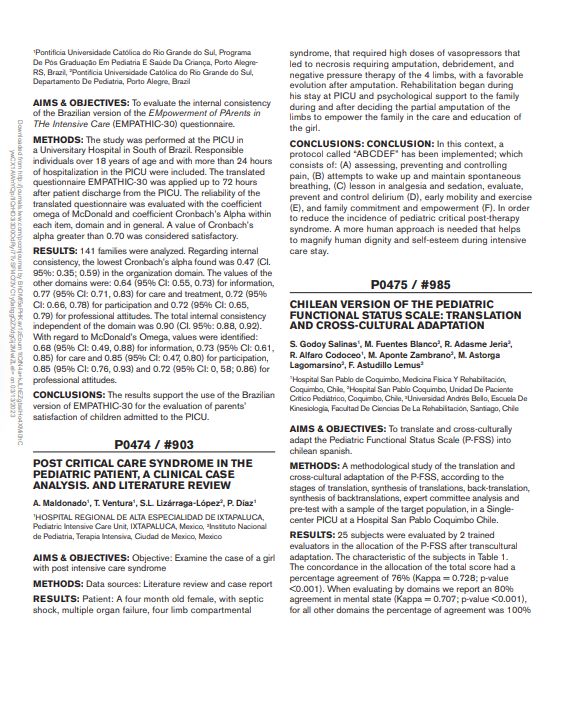 ¹Pontifícia Universidade Católica do Rio Grande do Sul, Programa
De Pós Graduação Em Pediatria E Saúde Da Criança, Porto Alegre-
RS, Brazil, ²Pontifícia Universidade Católica do Rio Grande do Sul,
Departamento De Pediatria, Porto Alegre, Brazil
AIMS & OBJECTIVES: To evaluate the internal consistency
of the Brazilian version of the EMpowerment of PArents in
THe Intensive Care (EMPATHIC-30) questionnaire.
METHODS: The study was performed at the PICU in
a Universitary Hospital in South of Brazil. Responsible
individuals over 18 years of age and with more than 24 hours
of hospitalization in the PICU were included. The translated
questionnaire EMPATHIC-30 was applied up to 72 hours
after patient discharged from the PICU. The reliability of the
translated questionnaire was evaluated with the coefficient
omega of McDonald and coefficient Cronbach's Alpha within
each item, domain and in general. A value of Cronbach's
alpha greater than 0.70 was considered satisfactory.
RESULTS: 141 families were analyzed. Regarding internal
consistency, the lowest Cronbach's alpha found was 0.47 (CI.
95%: 0.35; 0.59) in the organization domain. The values of the
other domains were: 0.64 (95% CI: 0.55, 0.73) for information,
0.77 (95% CI: 0.71, 0.83) for care and treatment, 0.72 (95%
CI: 0.66, 0.78) for participation and 0.72 (95% CI: 0.65,
0.79) for professional attitudes. The total internal consistency
independent of the domain was 0.90 (CI. 95%: 0.88, 0.92).
With regard to McDonald's Omega, values were identified:
0.68 (95% CI: 0.49, 0.88) for information, 0.73 (95% CI: 0.61,
0.85) for care and 0.85 (95% CI: 0.47, 0.80) for participation,
0.85 (95% CI: 0.76, 0.93) and 0.72 (95% CI: 0, 58; 0.86) for
professional attitudes.
CONCLUSIONS: The results support the use of the Brazilian
version of EMPATHIC-30 for the evaluation of parents'
satisfaction of children admitted to the PICU.
P0474 / #903
POST CRITICAL CARE SYNDROME IN THE
PEDIATRIC PATIENT, A CLINICAL CASE
ANALYSIS. AND LITERATURE REVIEW
A. Maldonado¹, T. Ventura¹, S.L. Lizárraga-López², P. Díaz¹
¹HOSPITAL REGIONAL DE ALTA ESPECIALIDAD DE IXTAPALUCA,
Pediatric Intensive Care Unit, IXTAPALUCA, Mexico, ²Instituto Nacional
de Pediatria, Terapia Intensiva, Ciudad de Mexico, Mexico
AIMS & OBJECTIVES: Objective: Examine the case of a girl
with post intensive care syndrome
METHODS: Data sources: Literature review and case report
RESULTS: Patient: A four month old female, with septic
shock, multiple organ failure, four limb compartmental
syndrome, that required high doses of vasopressors that
led to necrosis requiring amputation, debridement, and
negative pressure therapy of the 4 limbs, with a favorable
evolution after amputation. Rehabilitation began during
his stay at PICU and psychological support to the family
during and after deciding the partial amputation of the
limbs to empower the family in the care and education of
the girl.
CONCLUSIONS: CONCLUSION: In this context, a
protocol called "ABCDEF" has been implemented; which
consists of: (A) assessing, preventing and controlling
pain, (B) attempts to wake up and maintain spontaneous
breathing, (C) lesson in analgesia and sedation, evaluate,
prevent and control delirium (D), early mobility and exercise
(E), and family commitment and empowerment (F). In order
to reduce the incidence of pediatric critical post-therapy
syndrome. A more human approach is needed that helps
to magnify human dignity and self-esteem during intensive
care stay.
P0475 / #985
CHILEAN VERSION OF THE PEDIATRIC
FUNCTIONAL STATUS SCALE: TRANSLATION
AND CROSS-CULTURAL ADAPTATION
S. Godoy Salinas¹, M. Fuentes Blanco², R. Adasme Jeria³,
R. Alfaro Codoceo¹, M. Aponte Zambrano², M. Astorga
Lagomarsino², F. Astudillo Lemus²
¹Hospital San Pablo de Coquimbo, Medicina Física Y Rehabilitación,
Coquimbo, Chile, ²Hospital San Pablo Coquimbo, Unidad De Paciente
Crítico Pediátrico, Coquimbo, Chile, ³Universidad Andrés Bello, Escuela De
Kinesiología, Facultad De Ciencias De La Rehabilitación, Santiago, Chile
AIMS & OBJECTIVES: To translate and cross-culturally
adapt the Pediatric Functional Status Scale (P-FSS) into
chilean spanish.
METHODS: A methodological study of the translation and
cross-cultural adaptation of the P-FSS, according to the
stages of translation, synthesis of translations, back-translation,
synthesis of backtranslations, expert committee analysis and
pre-test with a sample of the target population, in a Single-
center PICU at a Hospital San Pablo Coquimbo Chile.
RESULTS: 25 subjects were evaluated by 2 trained
evaluators in the allocation of the P-FSS after transcultural
adaptation. The characteristic of the subjects in Table 1.
The concordance in the allocation of the total score had a
percentage agreement of 76% (Kappa = 0.728; p-value
<0.001). When evaluating by domains we report an 80%
agreement in mental state (Kappa = 0.707; p-value <0.001),
for all other domains the percentage of agreement was 100%